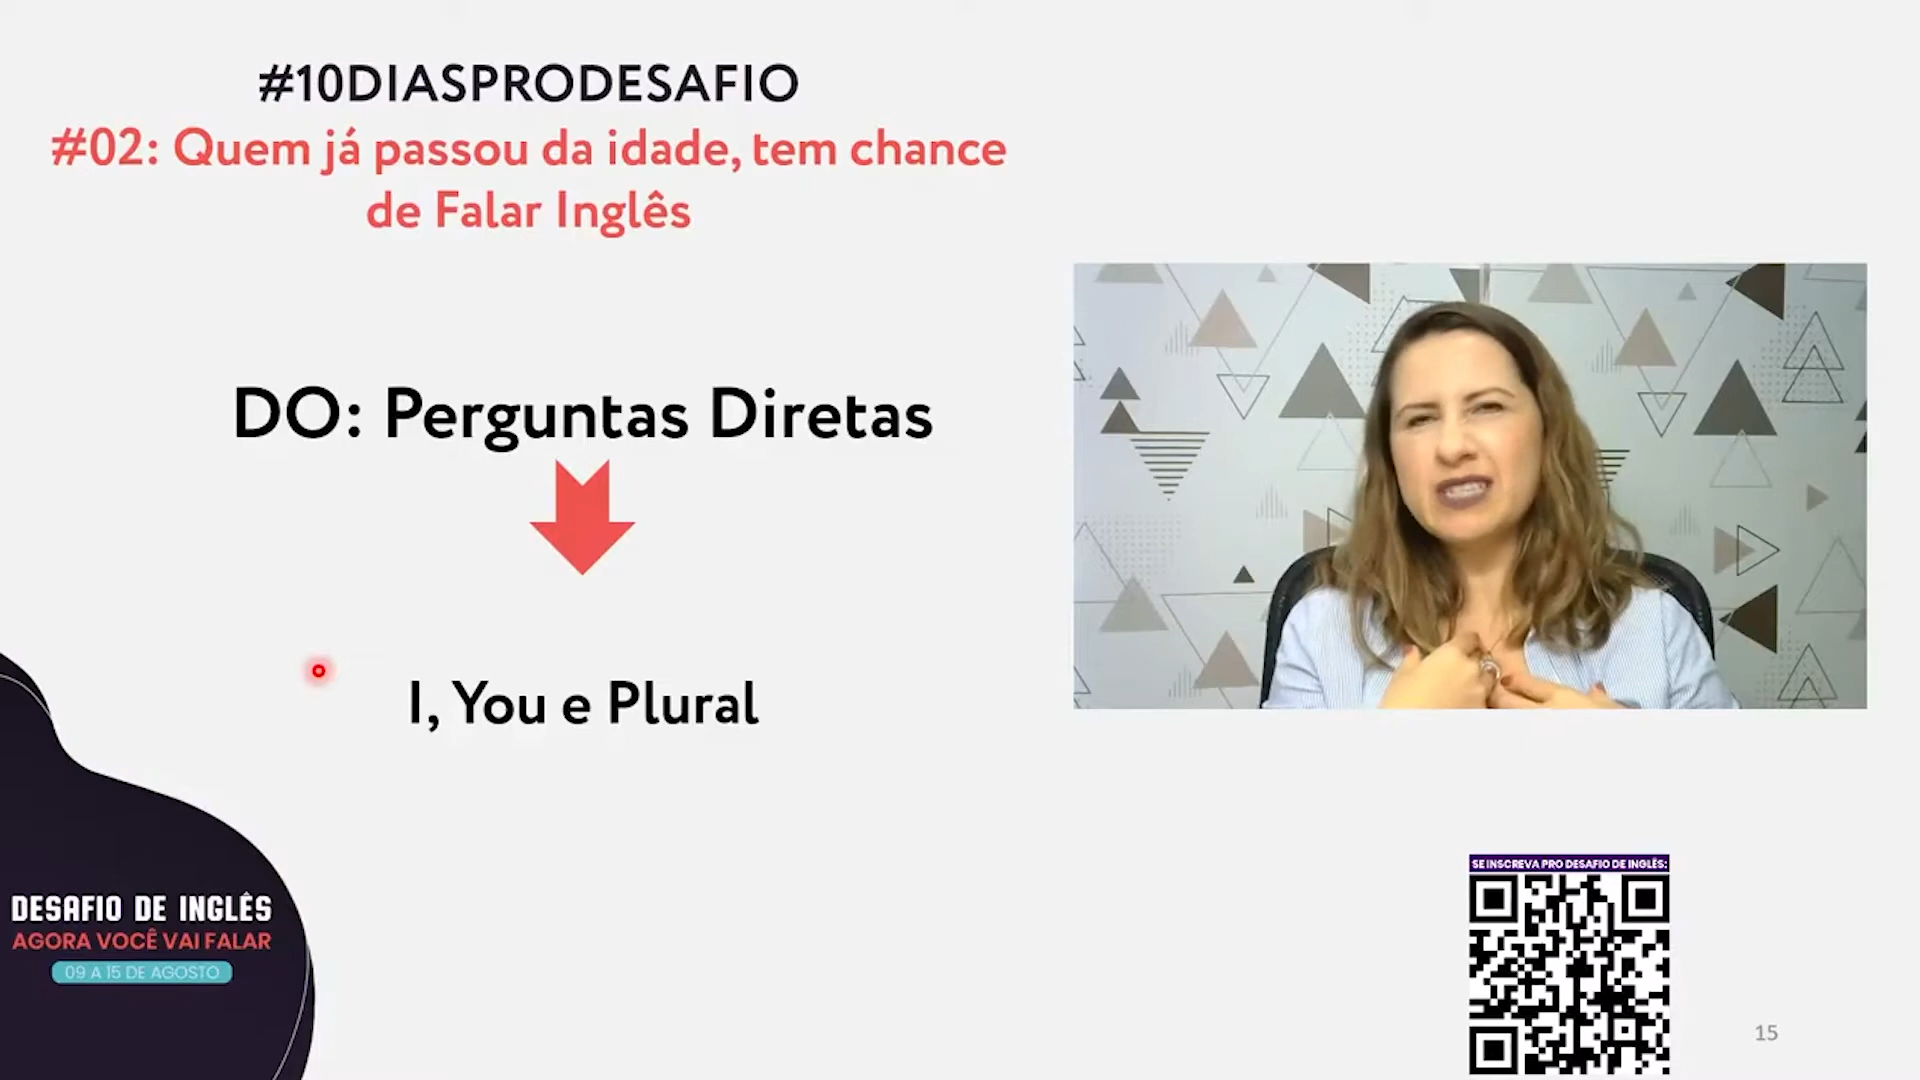 #10DIASPRODESAFIO
#02: Quem já passou da idade, tem chance
de Falar Inglês
DO: Perguntas Diretas
I, You e Plural
DESAFIO DE INGLÊS
AGORA VOCÊ VAI FALAR
09 A 15 DE AGOSTO
SE INSCREVA PRO DESAFIO DE INGLÊS:
15